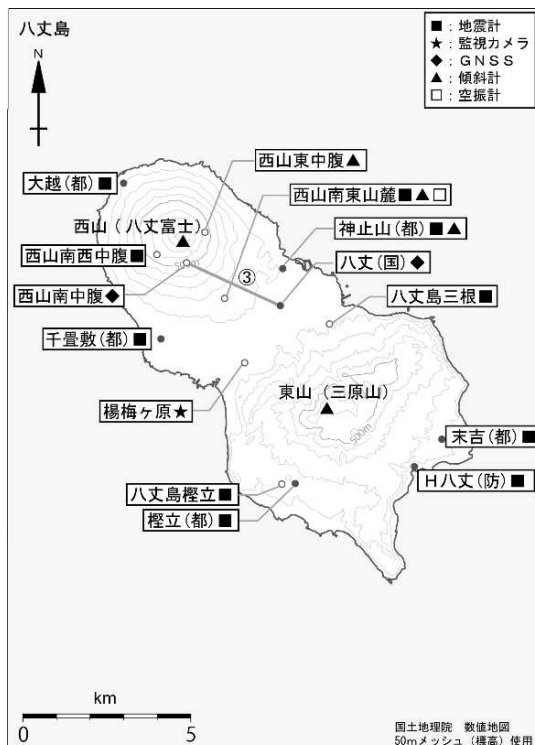 八丈島
N
■：地震計
★：監視カメラ
◆：ＧＮＳＳ
▲：傾斜計
□：空振計
西山東中腹▲
大越(都)■
西山南東山麓■▲□
西山（八丈富士）
神止山(都)■▲
西山南西中腹■
八丈(国)◆
③
西山南中腹◆
八丈島三根■
千畳敷(都)■
楊梅ヶ原★
東山（三原山）
500m
末吉(都)■
八丈島樫立■
Ｈ八丈(防)■
樫立(都)■
km
0 5
国土地理院 数値地図
50mメッシュ（標高）使用